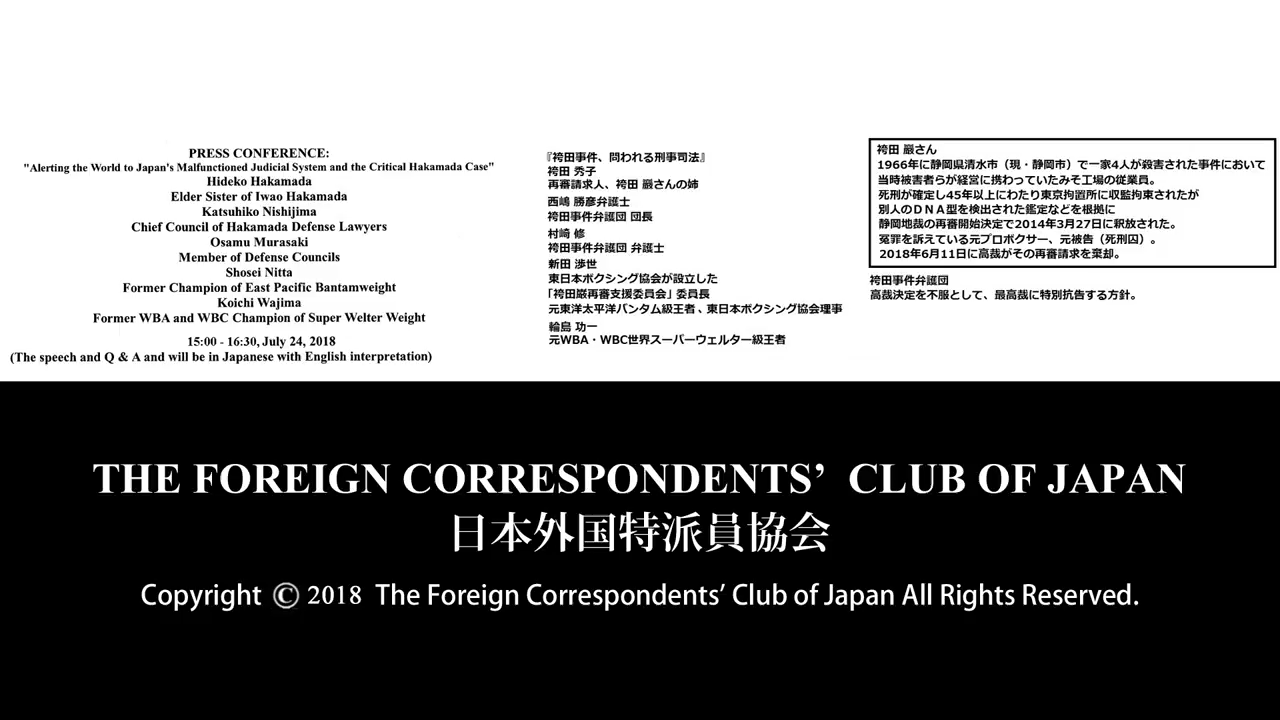 PRESS CONFERENCE:
"Alerting the World to Japan's Malfunctioned Judicial System and the Critical Hakamada Case"
Hideko Hakamada
Elder Sister of Iwao Hakamada
Katsuhiko Nishijima
Chief Council of Hakamada Defense Lawyers
Osamu Murasaki
Member of Defense Councils
Shosei Nitta
Former Champion of East Pacific Bantamweight
Koichi Wajima
Former WBA and WBC Champion of Super Welter Weight
15:00 - 16:30, July 24, 2018
(The speech and Q & A and will be in Japanese with English interpretation)
『袴田事件、問われる刑事司法』
袴田 秀子
再審請求人、袴田 巖さんの姉
西嶋 勝彦弁護士
袴田事件弁護団 団長
村﨑 修
袴田事件弁護団 弁護士
新田 渉世
東日本ボクシング協会が設立した
「袴田巖再審支援委員会」委員長
元東洋太平洋バンタム級王者、東日本ボクシング協会理事
輪島 功一
元WBA・WBC世界スーパーウェルター級王者
袴田 巖さん
1966年に静岡県清水市（現・静岡市）で一家4人が殺害された事件において
当時被害者らが経営に携わっていたみそ工場の従業員。
死刑が確定し45年以上にわたり東京拘置所に収監拘束されたが
別人のＤＮＡ型を検出された鑑定などを根拠に
静岡地裁の再審開始決定で2014年3月27日に釈放された。
冤罪を訴えている元プロボクサー、元被告（死刑囚）。
2018年6月11日に高裁がその再審請求を棄却。
袴田事件弁護団
高裁決定を不服として、最高裁に特別抗告する方針。
THE FOREIGN CORRESPONDENTS’ CLUB OF JAPAN
日本外国特派員協会
Copyright © 2018 The Foreign Correspondents’ Club of Japan All Rights Reserved.